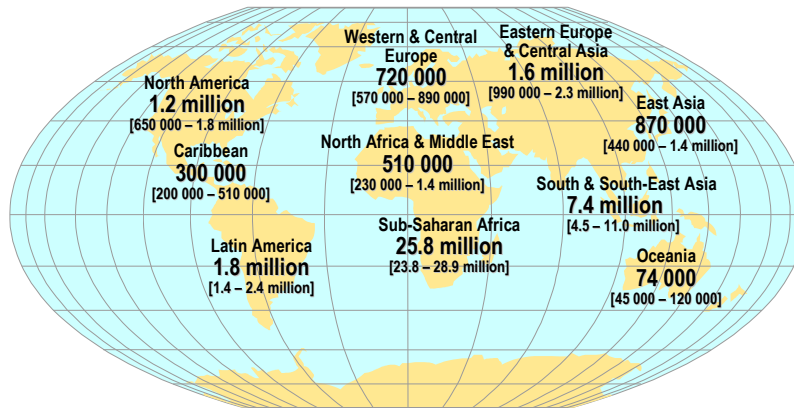 Western & Central
Europe
720 000
[570 000 – 890 000]
Eastern Europe
& Central Asia
1.6 million
[990 000 – 2.3 million]
North America
1.2 million
[650 000 – 1.8 million]
East Asia
870 000
[440 000 – 1.4 million]
Caribbean
300 000
[200 000 – 510 000]
North Africa & Middle East
510 000
[230 000 – 1.4 million]
South & South-East Asia
7.4 million
[4.5 – 11.0 million]
Sub-Saharan Africa
25.8 million
[23.8 – 28.9 million]
Latin America
1.8 million
[1.4 – 2.4 million]
Oceania
74 000
[45 000 – 120 000]